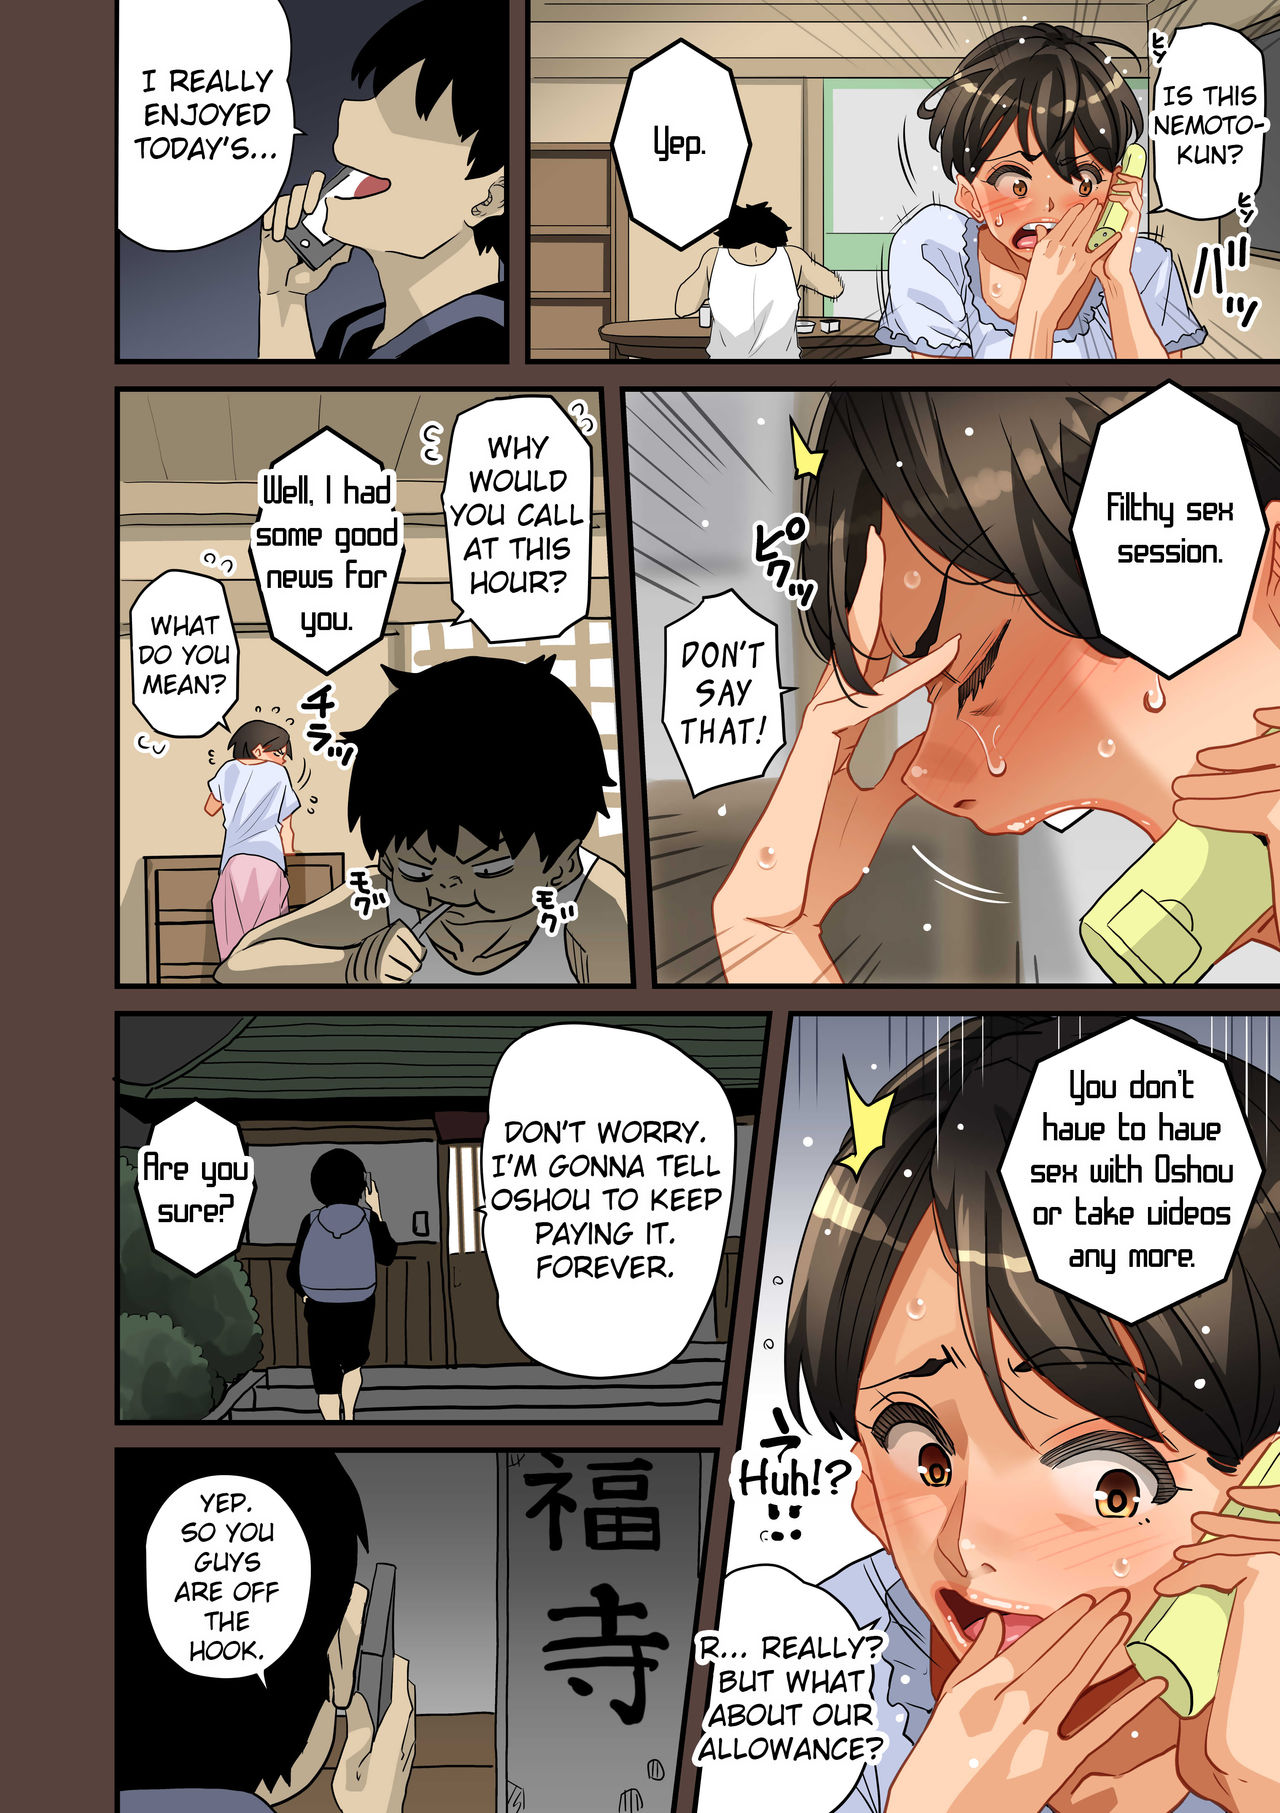 IS THIS
NEMOTO-
KUN?
ヒッ
ヒッ
バッ
Yep.
I REALLY
ENJOYED
TODAY'S...
Filthy sex
session.
ピクッ
DON'T
SAY
THAT!
WHY
WOULD
YOU CALL
AT THIS
HOUR?
Well, I had
some good
news for
you.
WHAT
DO YOU
MEAN?
チラッ
モグ
モグ
You don't
have to have
sex with Oshou
or take videos
any more.
Huh!?
R... REALLY?
BUT WHAT
ABOUT OUR
ALLOWANCE?
DON'T WORRY.
I'M GONNA TELL
OSHOU TO KEEP
PAYING IT.
FOREVER.
Are you
sure?
YEP.
SO YOU
GUYS
ARE OFF
THE
HOOK.
福寺